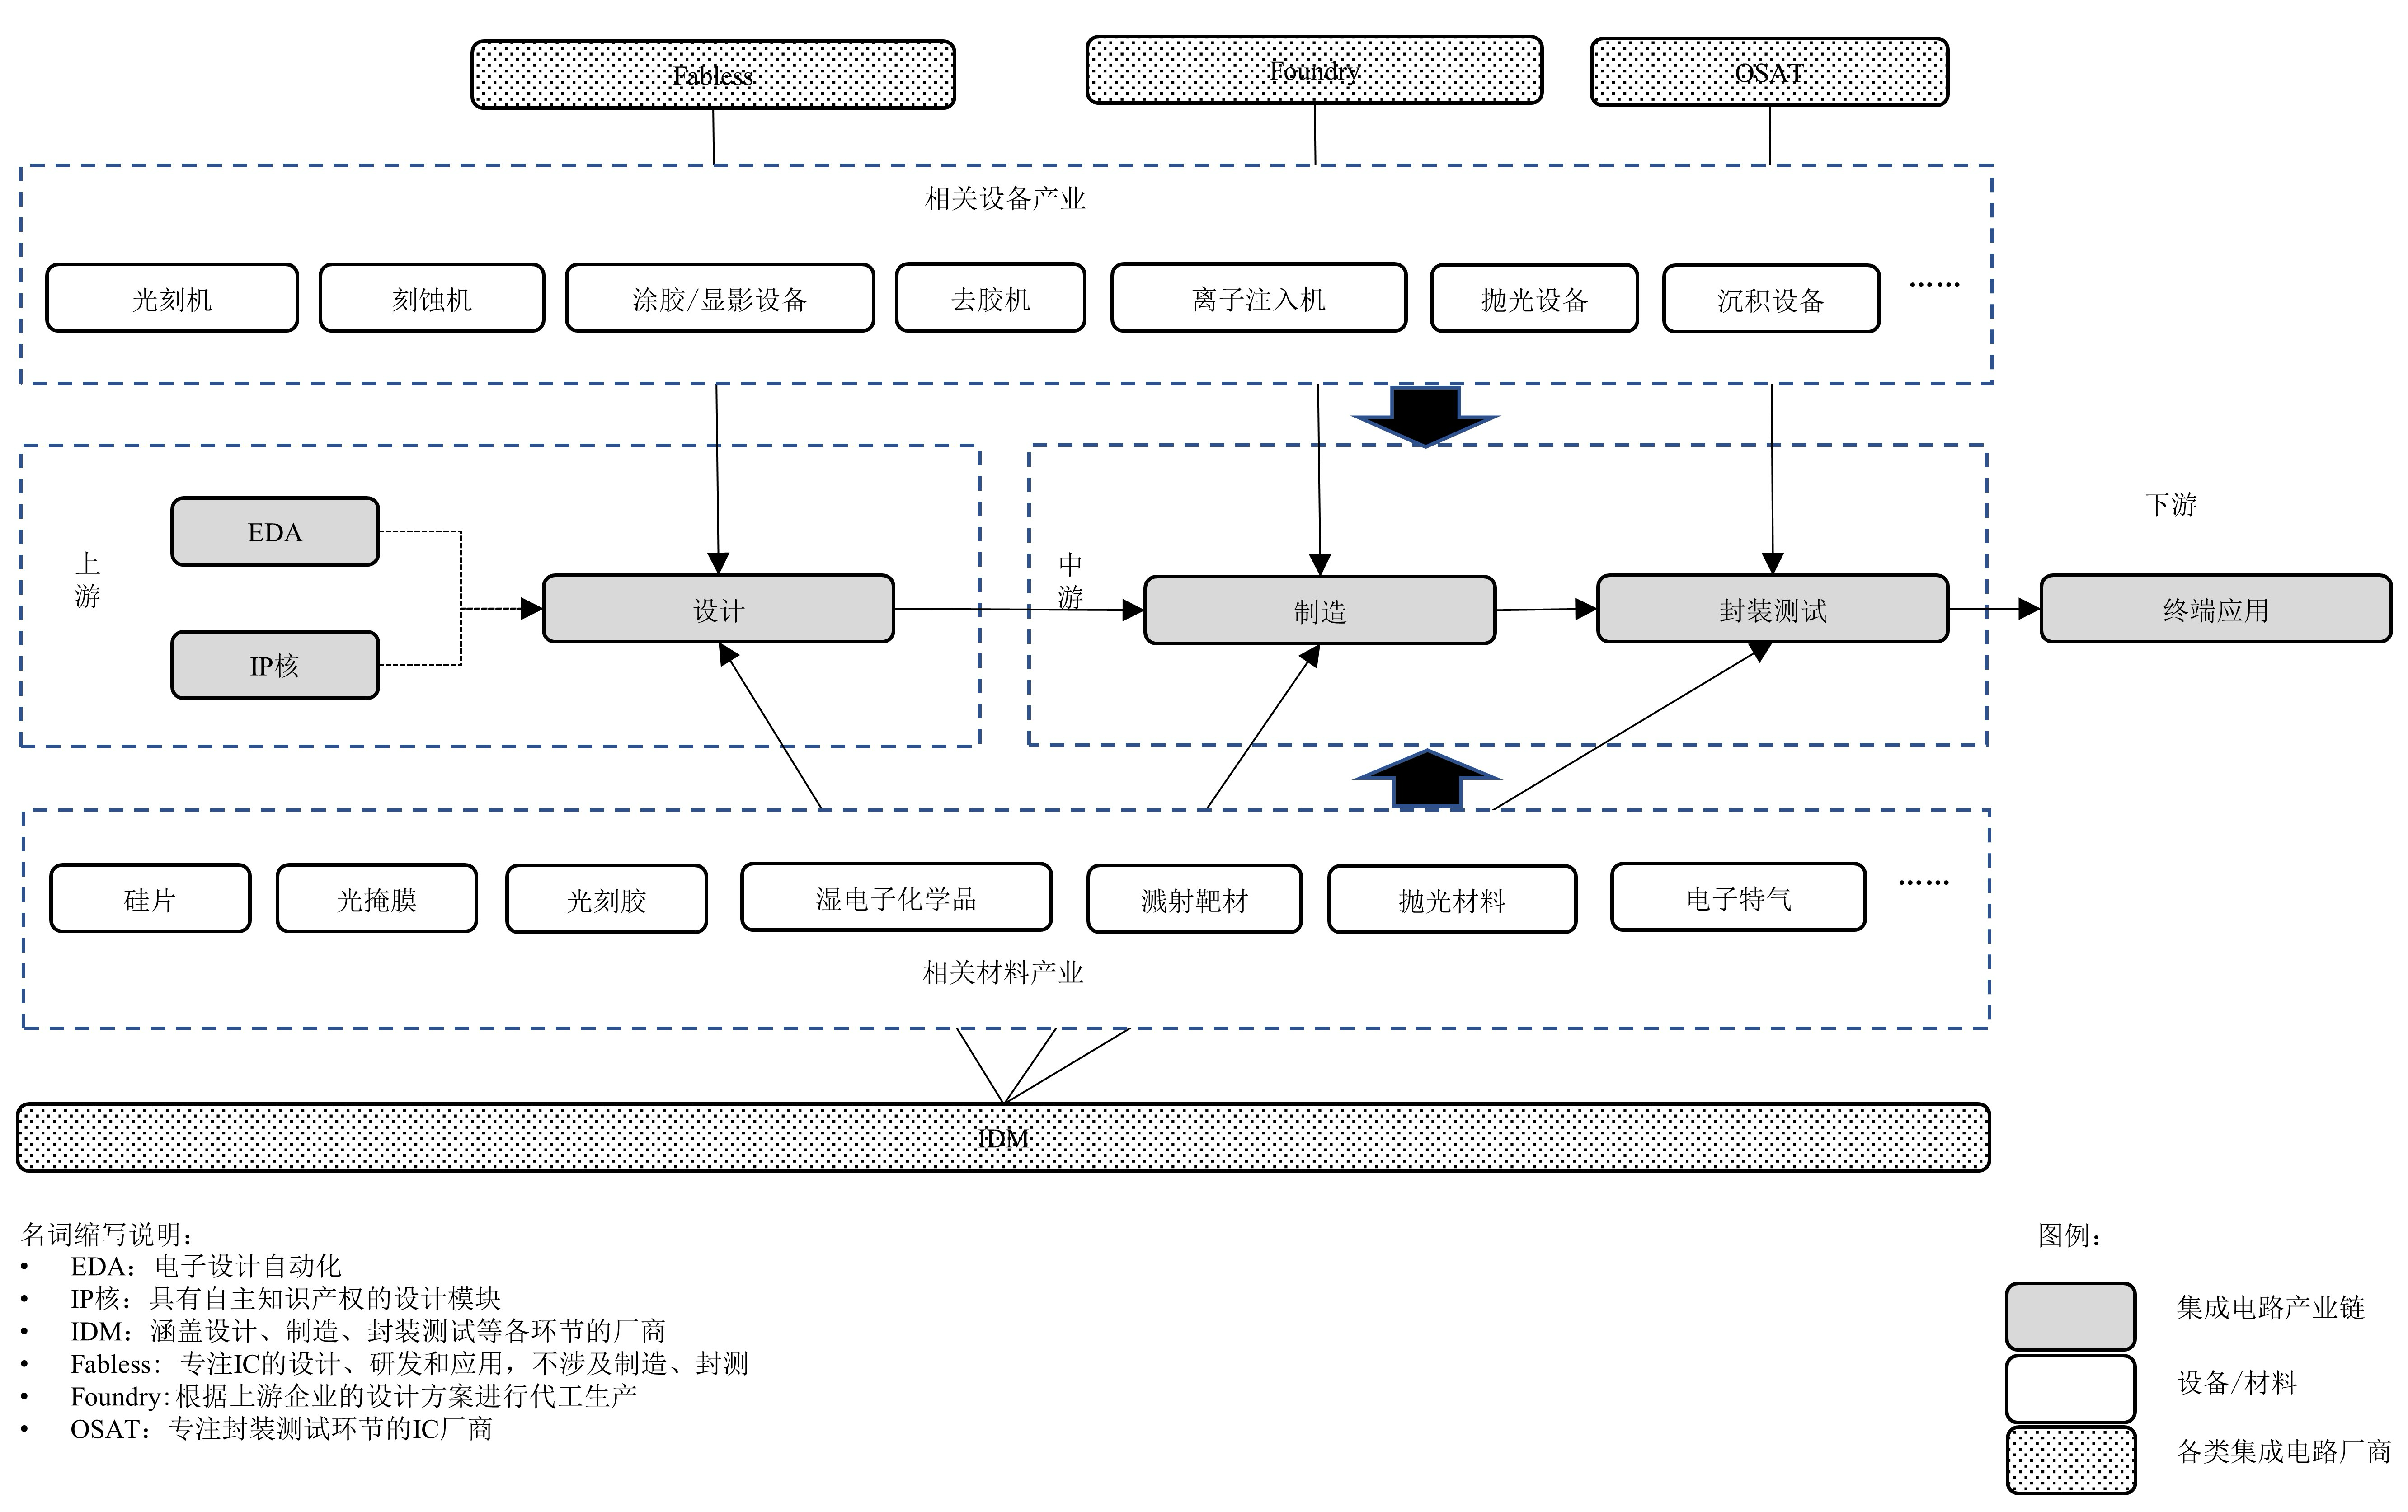 Fabless
Foundry
OSAT
相关设备产业
光刻机
刻蚀机
涂胶/显影设备
去胶机
离子注入机
抛光设备
沉积设备
……
上游
EDA
IP核
设计
中游
制造
封装测试
下游
终端应用
硅片
光掩膜
光刻胶
湿电子化学品
溅射靶材
抛光材料
电子特气
……
相关材料产业
IDM
名词缩写说明：
• EDA：电子设计自动化
• IP核：具有自主知识产权的设计模块
• IDM：涵盖设计、制造、封装测试等各环节的厂商
• Fabless：专注IC的设计、研发和应用，不涉及制造、封测
• Foundry：根据上游企业的设计方案进行代工生产
• OSAT：专注封装测试环节的IC厂商
图例：
集成电路产业链
设备/材料
各类集成电路厂商